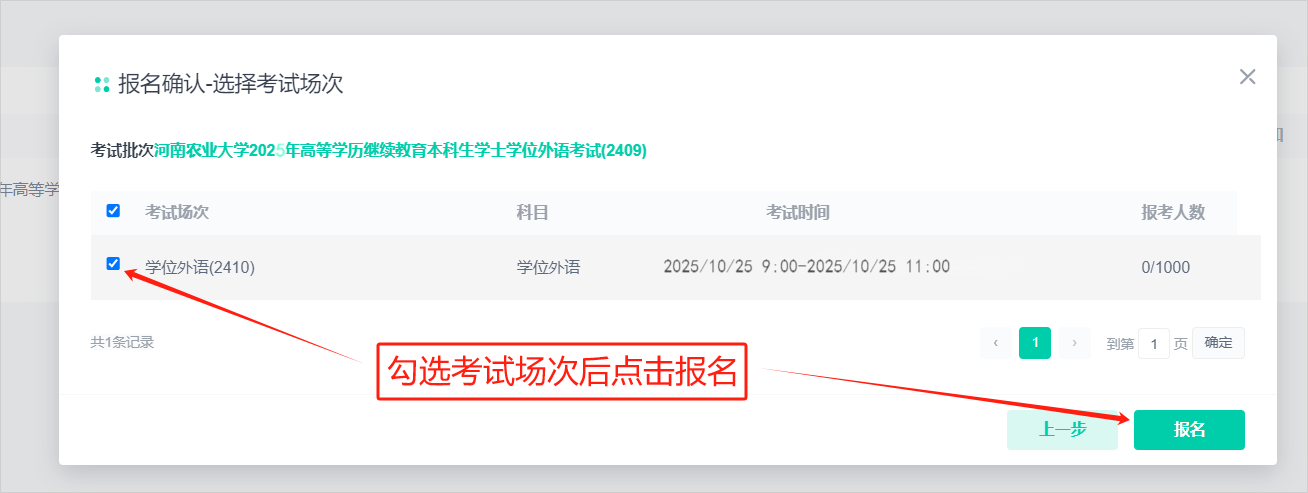 报名确认-选择考试场次
考试批次河南农业大学2025年高等学历继续教育本科生学士学位外语考试(2409)
年高等学
考试场次 科目 考试时间 报考人数
学位外语(2410) 学位外语 2025/10/25 9:00-2025/10/25 11:00 0/1000
共1条记录
‹ 1 › 到第 1 页 确定
勾选考试场次后点击报名
上一步 报名